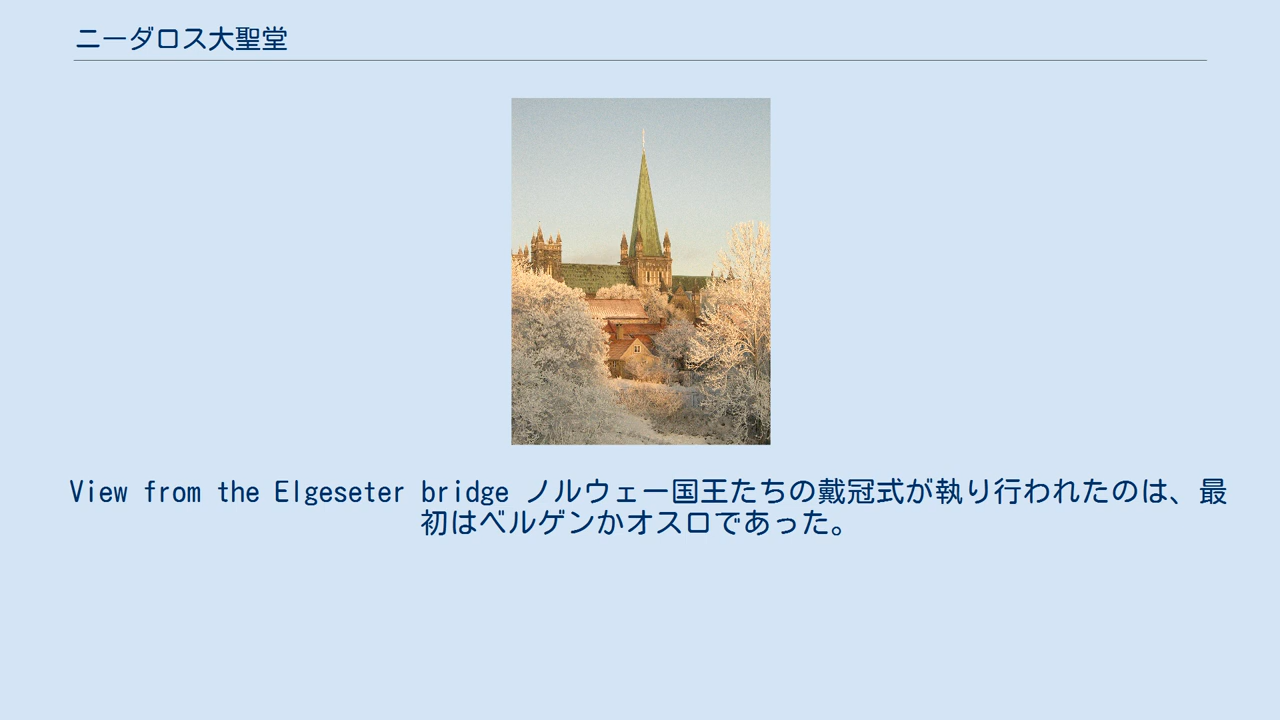 ニーダロス大聖堂
View from the Elgeseter bridge ノルウェー国王たちの戴冠式が執り行われたのは、最
初はベルゲンかオスロであった。